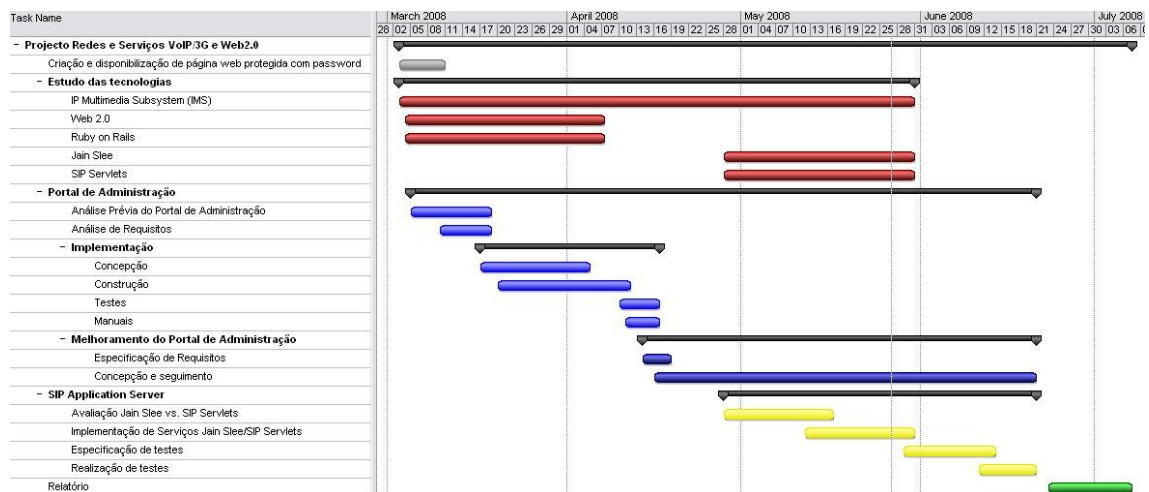 Task Name
March 2008 April 2008 May 2008 June 2008 July 2008
28 02 05 08 11 14 17 20 23 26 29 01 04 07 10 13 16 19 22 25 28 01 04 07 10 13 16 19 22 25 28 31 03 06 09 12 15 18 21 24 27 30 03 06
- Projecto Redes e Serviços VoIP/3G e Web2.0
Criação e disponibilização de página web protegida com password
- Estudo das tecnologias
IP Multimedia Subsystem (IMS)
Web 2.0
Ruby on Rails
Jain Slee
SIP Servlets
- Portal de Administração
Análise Prévia do Portal de Administração
Análise de Requisitos
- Implementação
Concepção
Construção
Testes
Manuais
- Melhoramento do Portal de Administração
Especificação de Requisitos
Concepção e seguimento
- SIP Application Server
Avaliação Jain Slee vs. SIP Servlets
Implementação de Serviços Jain Slee/SIP Servlets
Especificação de testes
Realização de testes
Relatório